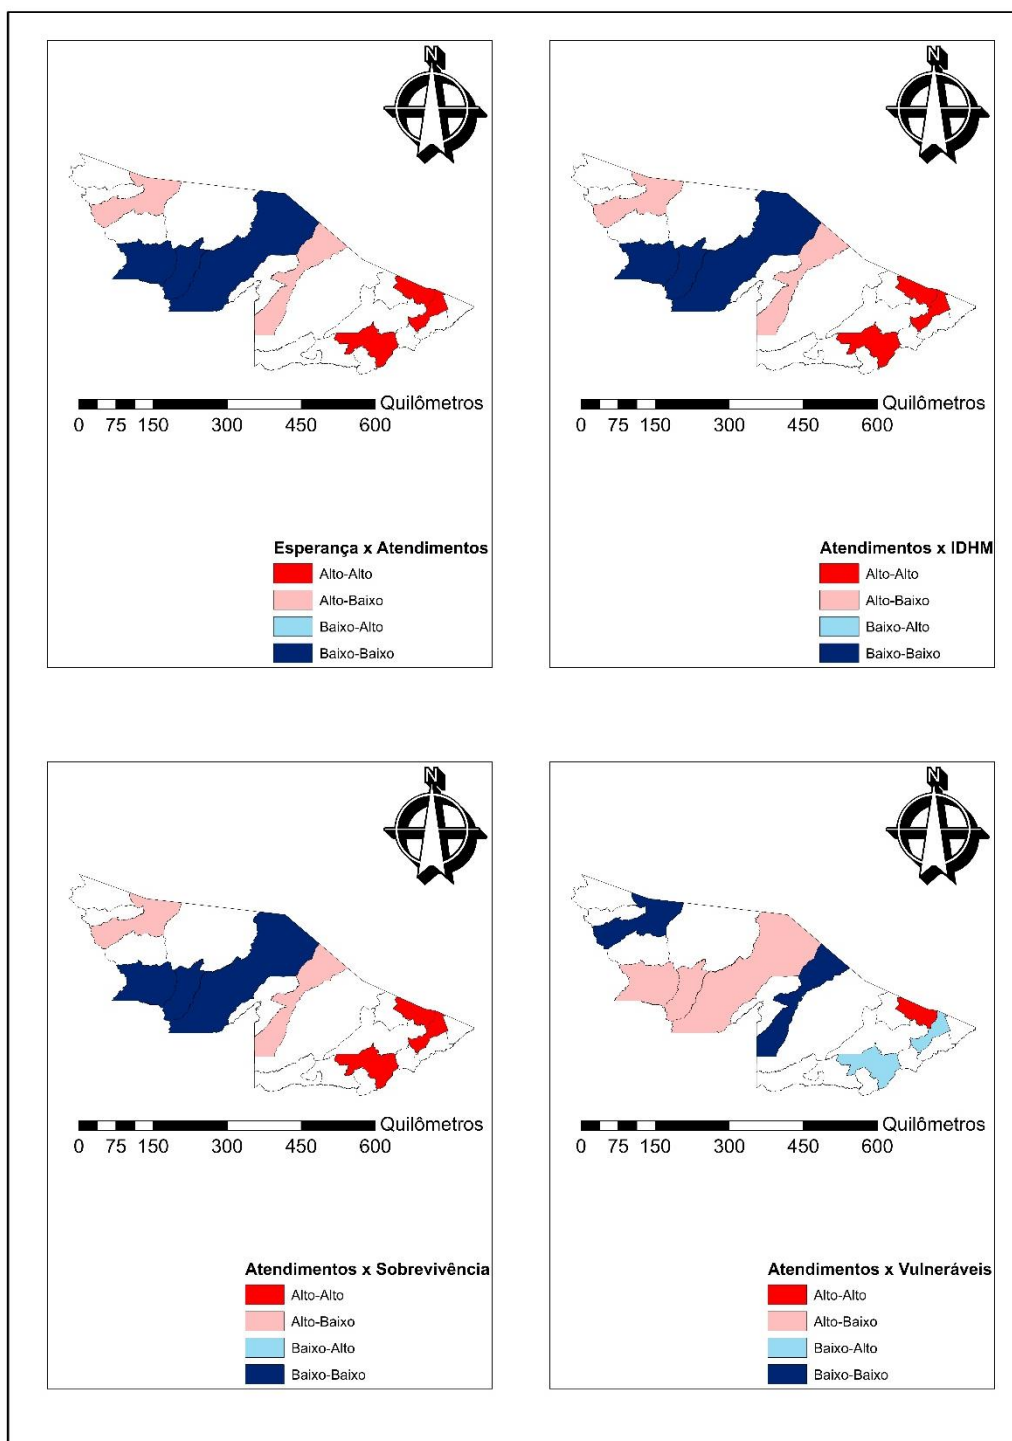 N
Quilômetros
0 75 150 300 450 600
Esperança x Atendimentos
Alto-Alto
Alto-Baixo
Baixo-Alto
Baixo-Baixo
N
Quilômetros
0 75 150 300 450 600
Atendimentos x IDHM
Alto-Alto
Alto-Baixo
Baixo-Alto
Baixo-Baixo
N
Quilômetros
0 75 150 300 450 600
Atendimentos x Sobrevivência
Alto-Alto
Alto-Baixo
Baixo-Alto
Baixo-Baixo
N
Quilômetros
0 75 150 300 450 600
Atendimentos x Vulneráveis
Alto-Alto
Alto-Baixo
Baixo-Alto
Baixo-Baixo